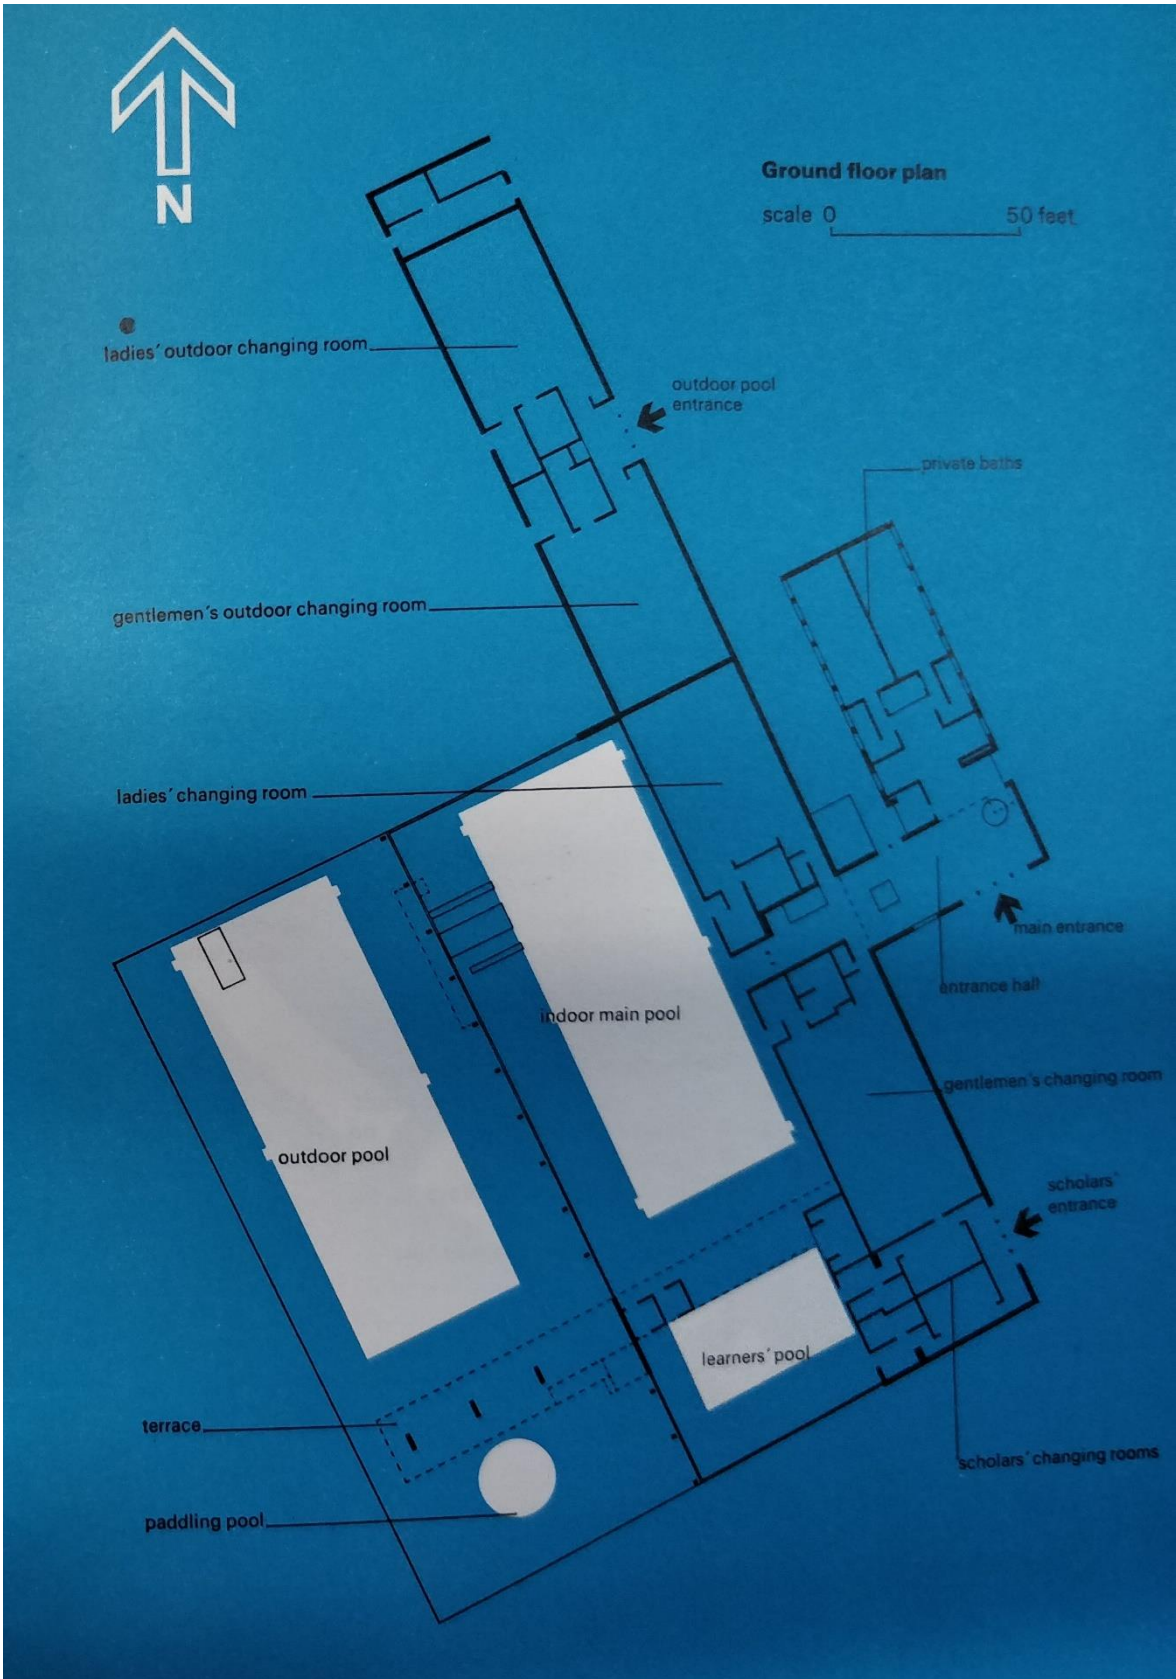 N
Ground floor plan
scale 0 50 feet
ladies' outdoor changing room
outdoor pool
entrance
private baths
gentlemen's outdoor changing room
ladies' changing room
main entrance
entrance hall
indoor main pool
gentlemen's changing room
outdoor pool
scholars'
entrance
learners' pool
terrace
scholars' changing rooms
paddling pool